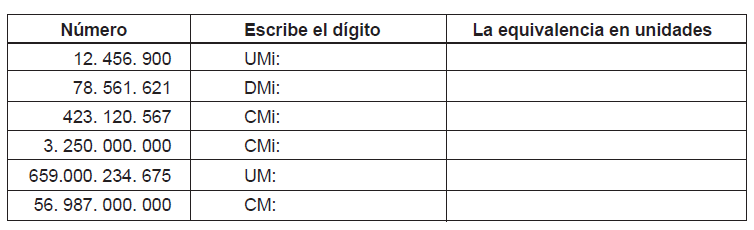 Número Escribe el dígito La equivalencia en unidades
12. 456. 900 UMi:
78. 561. 621 DMi:
423. 120. 567 CMi:
3. 250. 000. 000 CMi:
659.000. 234. 675 UM:
56. 987. 000. 000 CM: